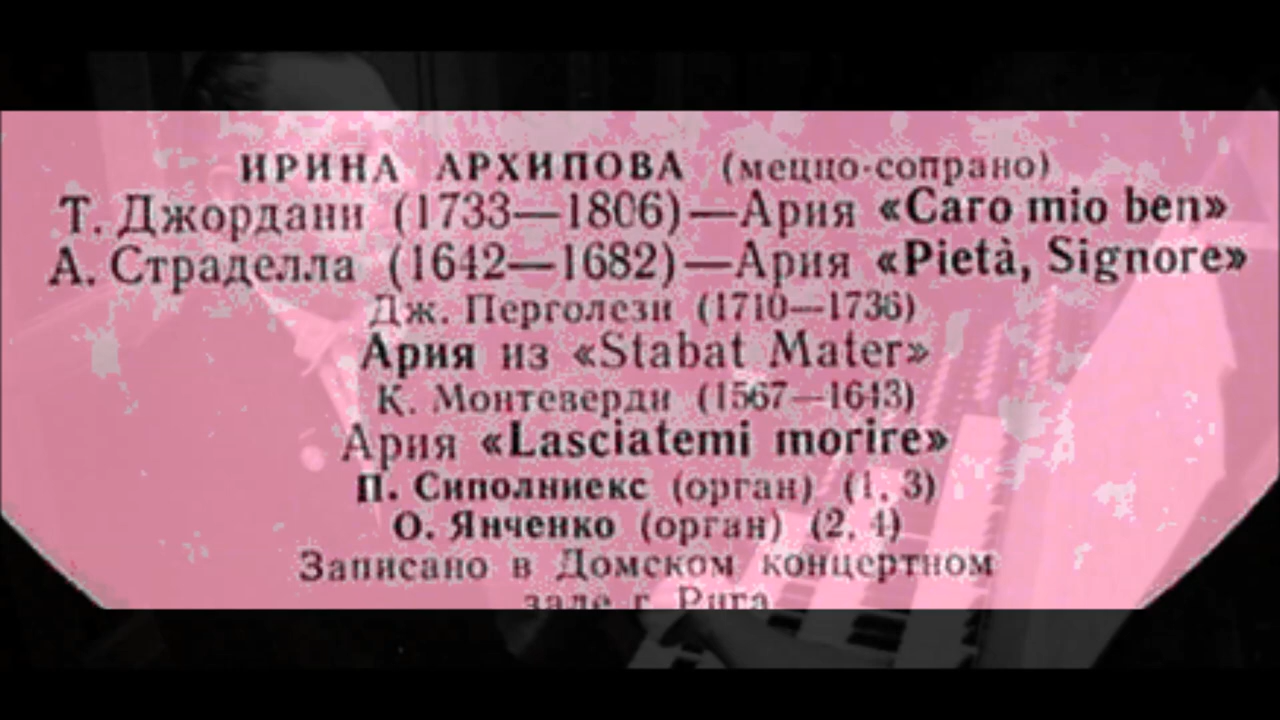 ИРИНА АРХИПОВА (меццо-сопрано)
Т. Джордани (1733—1806)—Ария «Caro mio ben»
А. Страделла (1642—1682)—Ария «Pietà, Signore»
Дж. Перголези (1710—1736)
Ария из «Stabat Mater»
К. Монтеверди (1567—1643)
Ария «Lasciatemi morire»
П. Сиполниекс (орган) (1, 3)
О. Янченко (орган) (2, 4)
Записано в Домском концертном
зале г. Рига